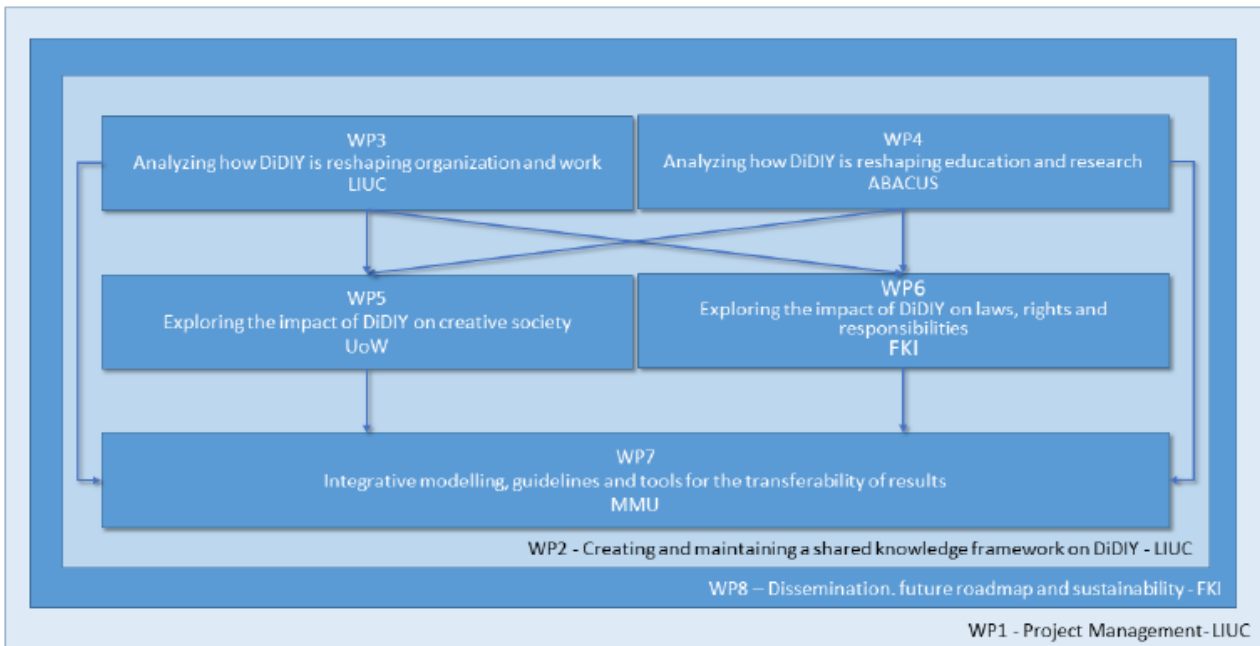 WP3
Analyzing how DiDIY is reshaping organization and work
LIUC
WP4
Analyzing how DiDIY is reshaping education and research
ABACUS
WP5
Exploring the impact of DiDIY on creative society
UoW
WP6
Exploring the impact of DiDIY on laws, rights and
responsibilities
FKI
WP7
Integrative modelling, guidelines and tools for the transferability of results
MMU
WP2 - Creating and maintaining a shared knowledge framework on DiDIY - LIUC
WP8 – Dissemination. future roadmap and sustainability - FKI
WP1 - Project Management- LIUC